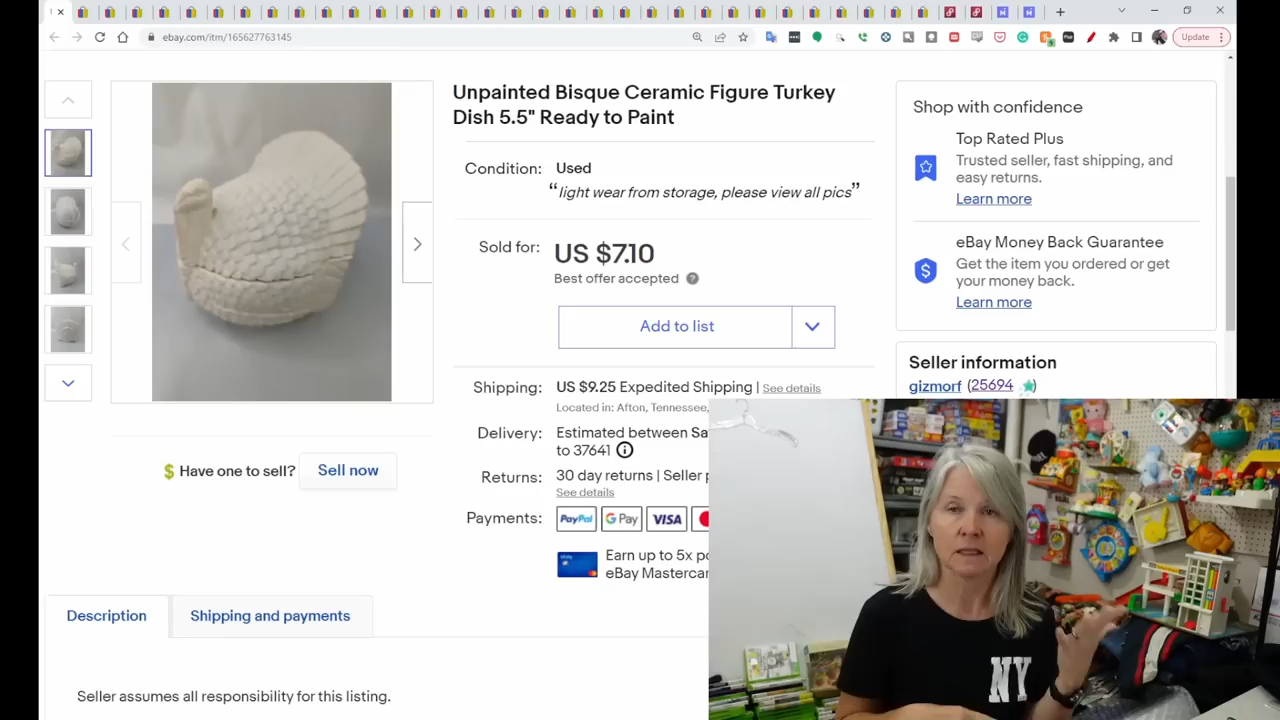 ebay.com/itm/165627763145
Update
Unpainted Bisque Ceramic Figure Turkey
Dish 5.5" Ready to Paint
Condition: Used
“light wear from storage, please view all pics”
Sold for: US $7.10
Best offer accepted
Add to list
Shipping: US $9.25 Expedited Shipping | See details
Located in: Afton, Tennessee,
Delivery: Estimated between Sa
to 37641
Returns: 30 day returns | Seller p
See details
Payments: PayPal G Pay VISA
Earn up to 5x po
eBay Mastercar
$ Have one to sell? Sell now
Description
Shipping and payments
Seller assumes all responsibility for this listing.
Shop with confidence
Top Rated Plus
Trusted seller, fast shipping, and
easy returns.
Learn more
eBay Money Back Guarantee
Get the item you ordered or get
your money back.
Learn more
Seller information
gizmorf (25694 )
NY